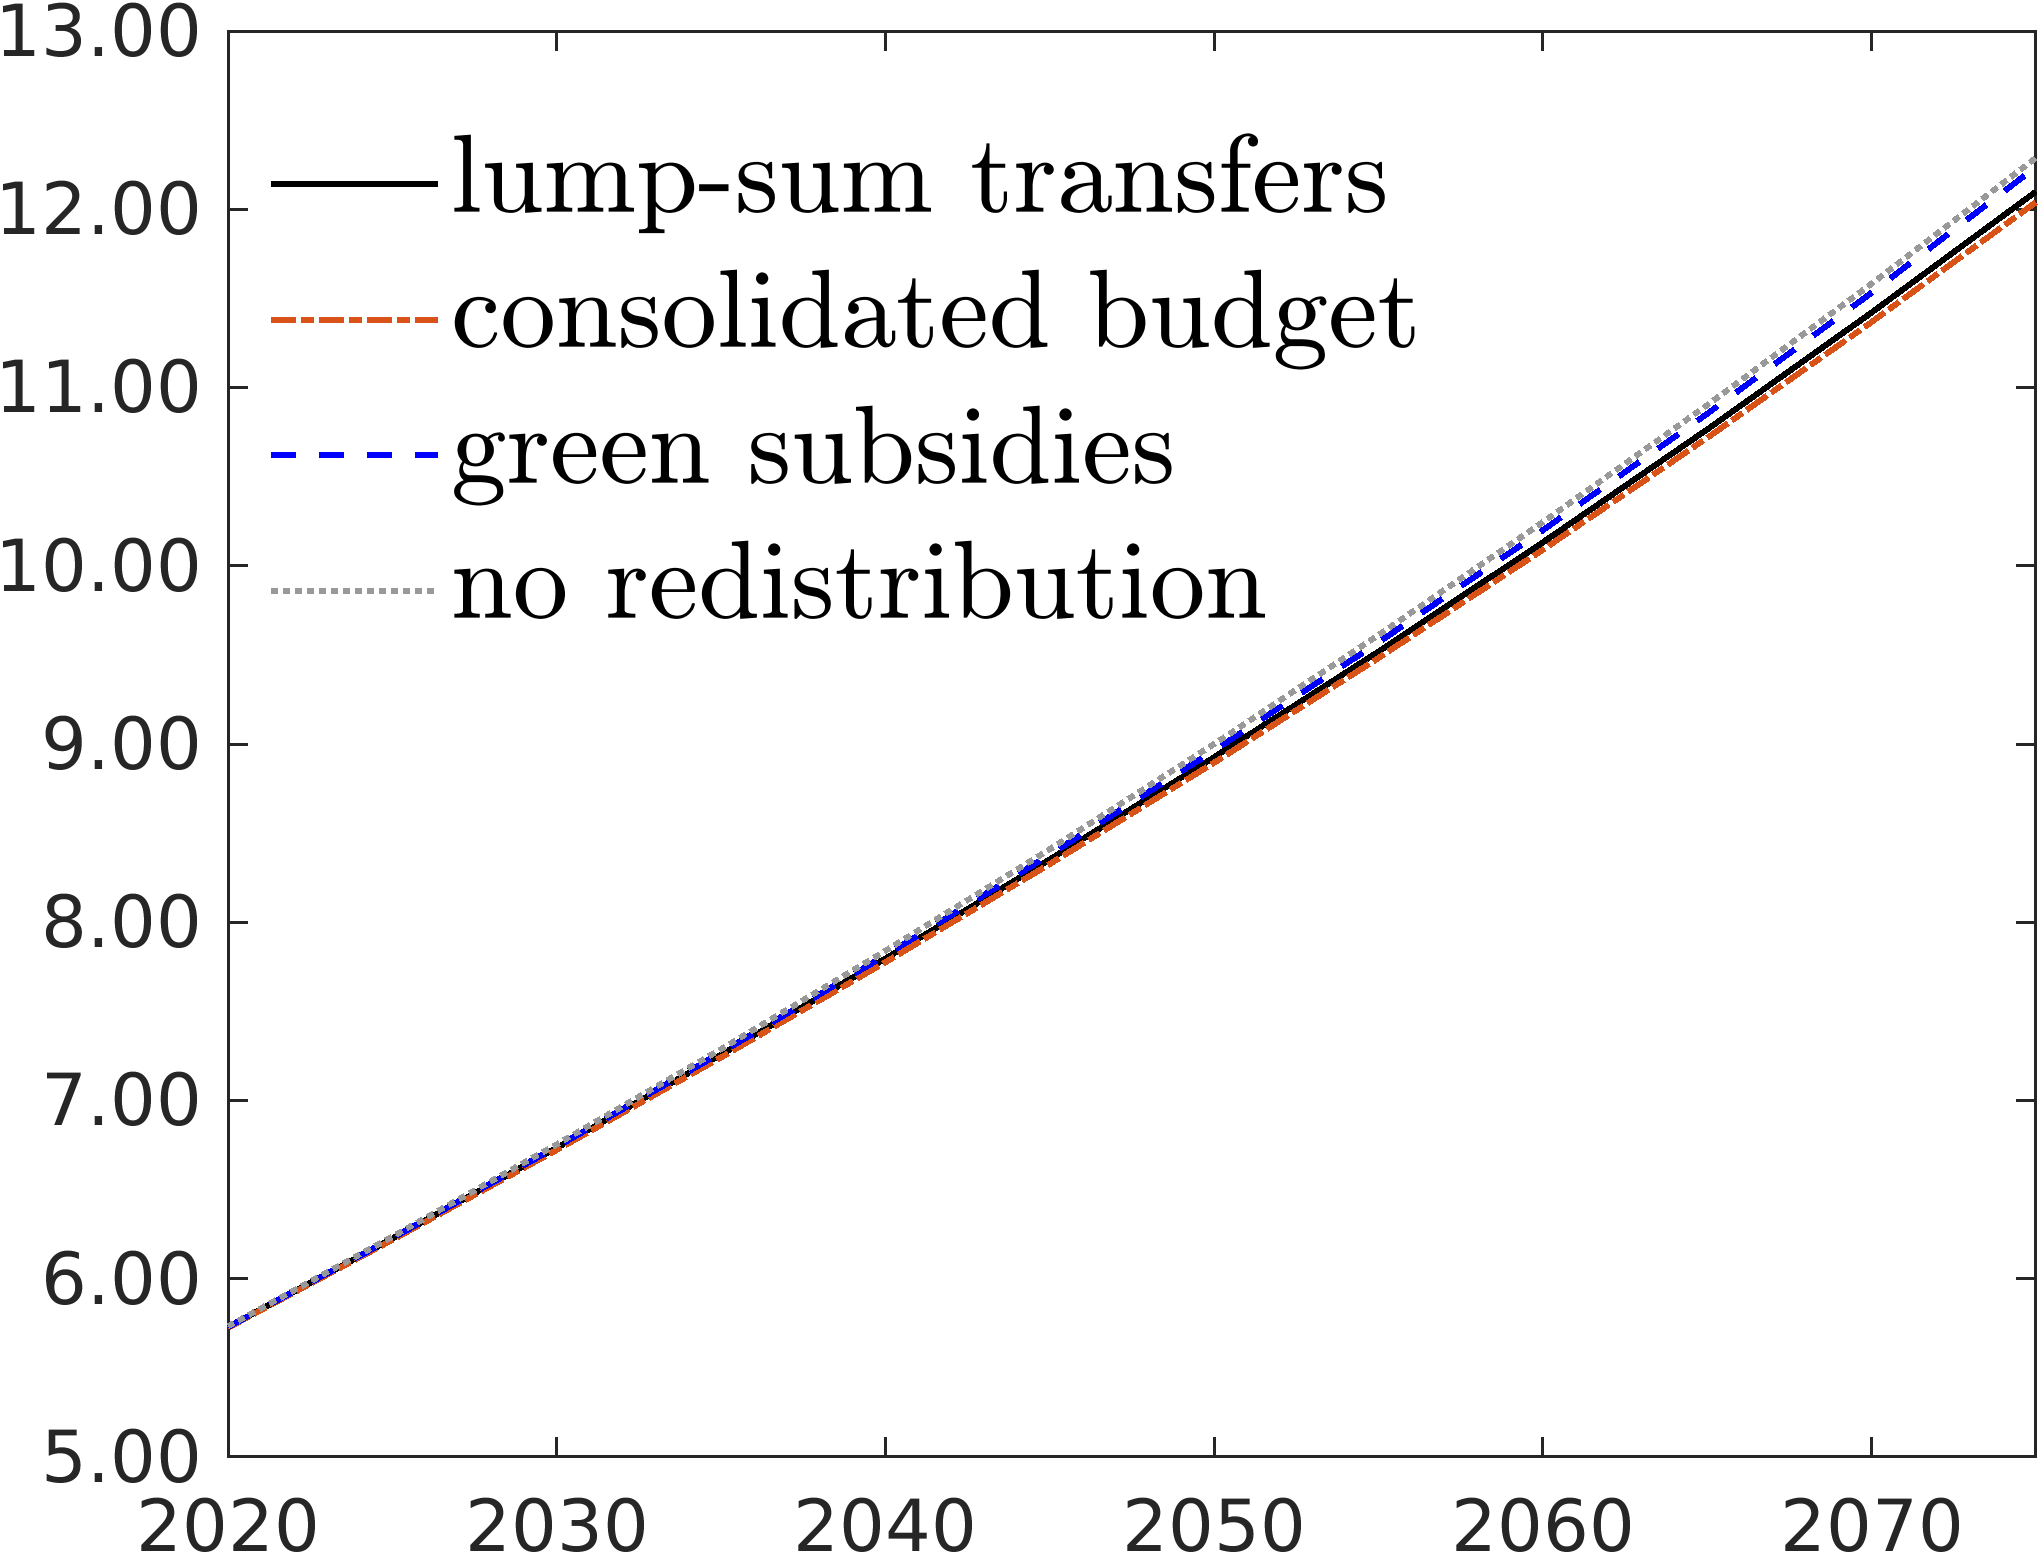 13.00
12.00
11.00
10.00
9.00
8.00
7.00
6.00
5.00
lump-sum transfers
consolidated budget
green subsidies
no redistribution
2020 2030 2040 2050 2060 2070